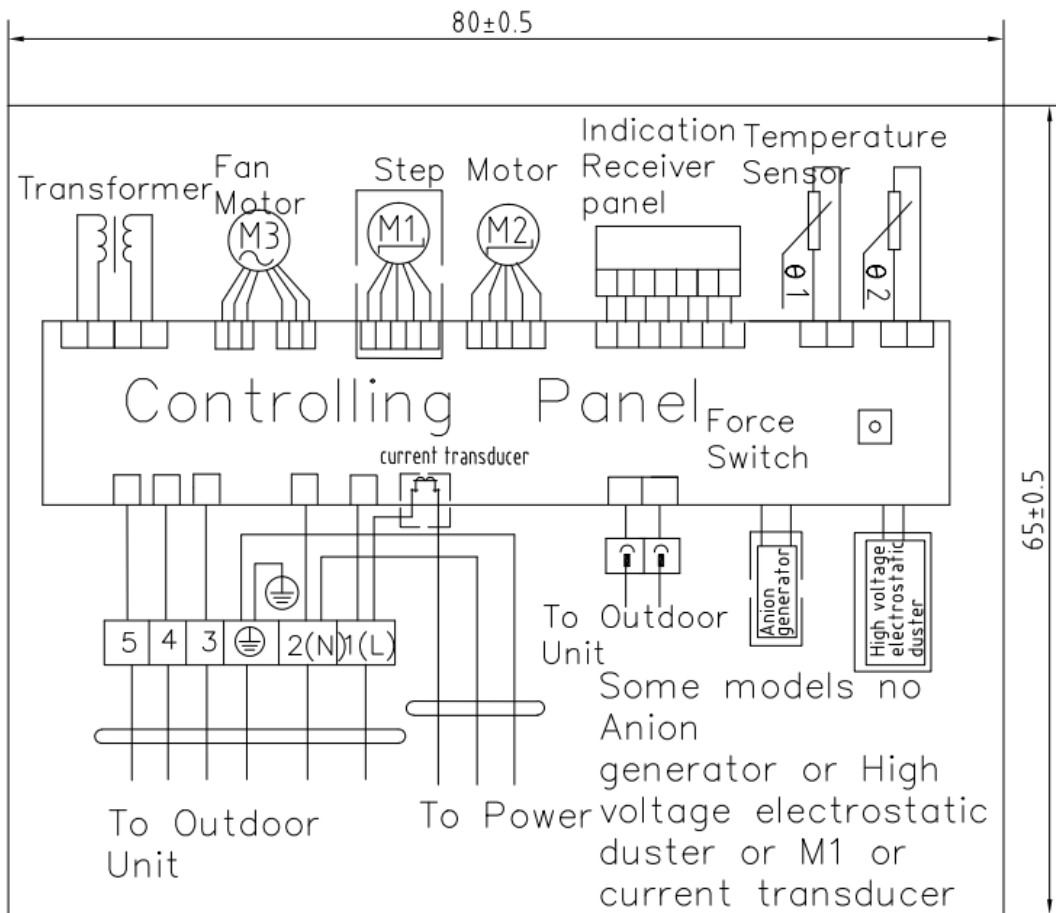 80±0.5
Transformer
Fan
Motor
M3
Step Motor
M1
M2
Indication
Receiver
panel
Temperature
Sensor
θ1
θ2
Controlling Panel
Force
Switch
current transducer
65±0.5
5 4 3 2(N) 1(L)
To Outdoor
Unit
To Power
To Outdoor
Unit
Anion
generator
High voltage
electrostatic
duster
Some models no
Anion
generator or High
voltage electrostatic
duster or M1 or
current transducer